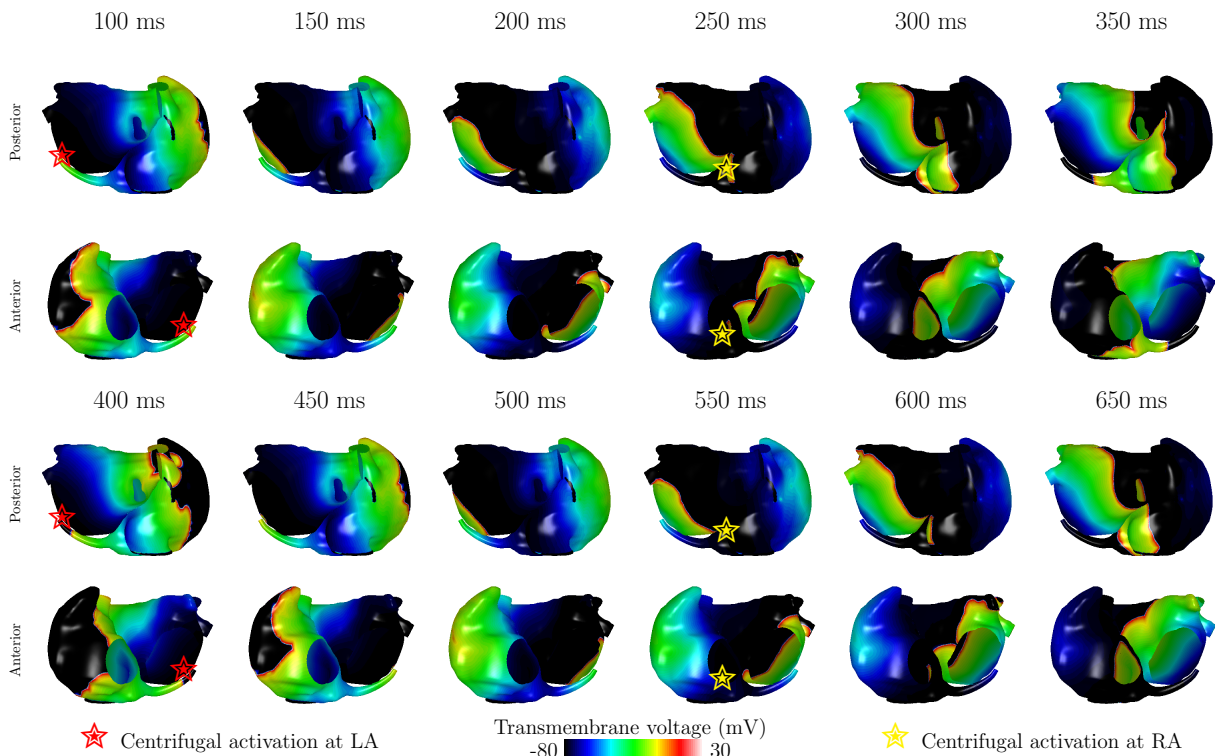 100 ms 150 ms 200 ms 250 ms 300 ms 350 ms
Posterior
Anterior
400 ms 450 ms 500 ms 550 ms 600 ms 650 ms
Posterior
Anterior
Centrifugal activation at LA
Transmembrane voltage (mV)
-80 30
Centrifugal activation at RA